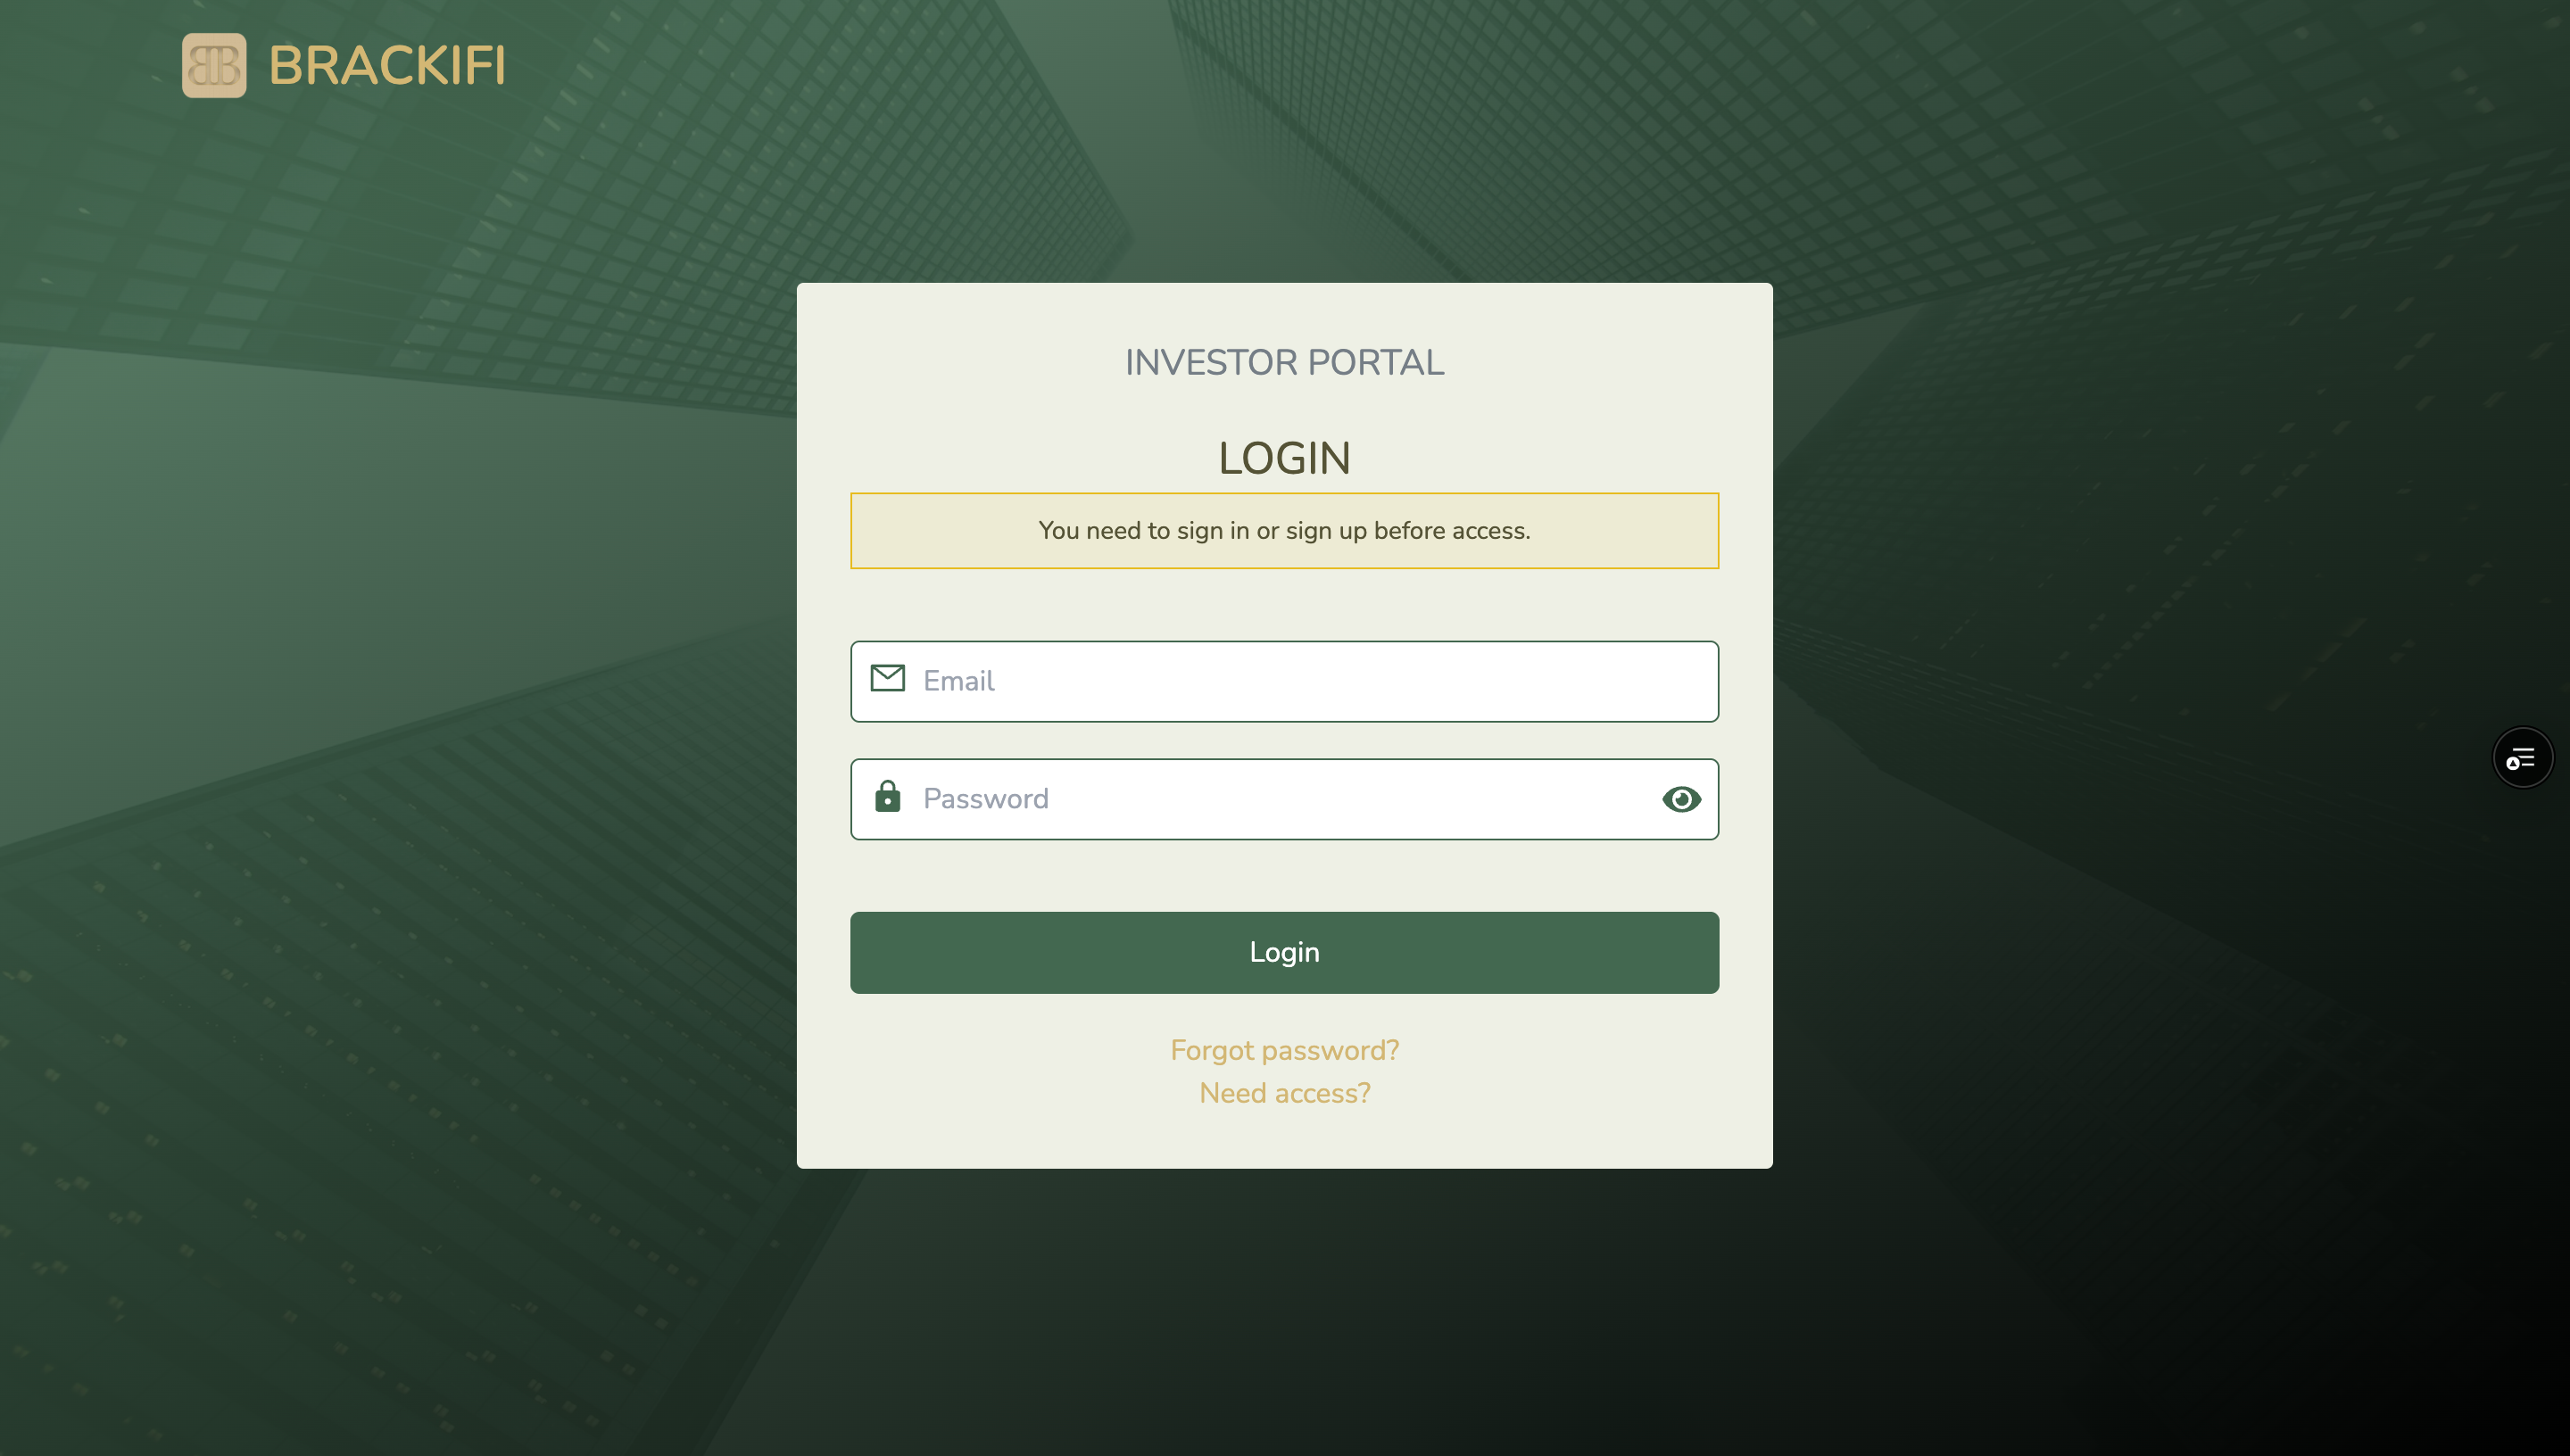 BRACKIFI
INVESTOR PORTAL
LOGIN
You need to sign in or sign up before access.
Email
Password
Login
Forgot password?
Need access?